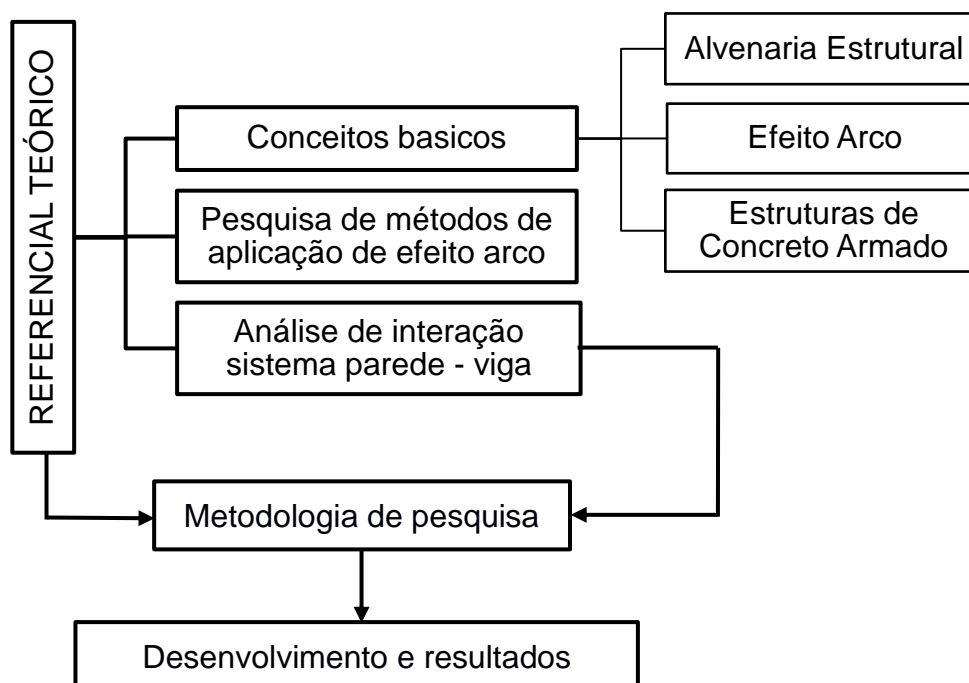 REFERENCIAL TEÓRICO
Conceitos basicos
Pesquisa de métodos de
aplicação de efeito arco
Análise de interação
sistema parede - viga
Alvenaria Estrutural
Efeito Arco
Estruturas de
Concreto Armado
Metodologia de pesquisa
Desenvolvimento e resultados